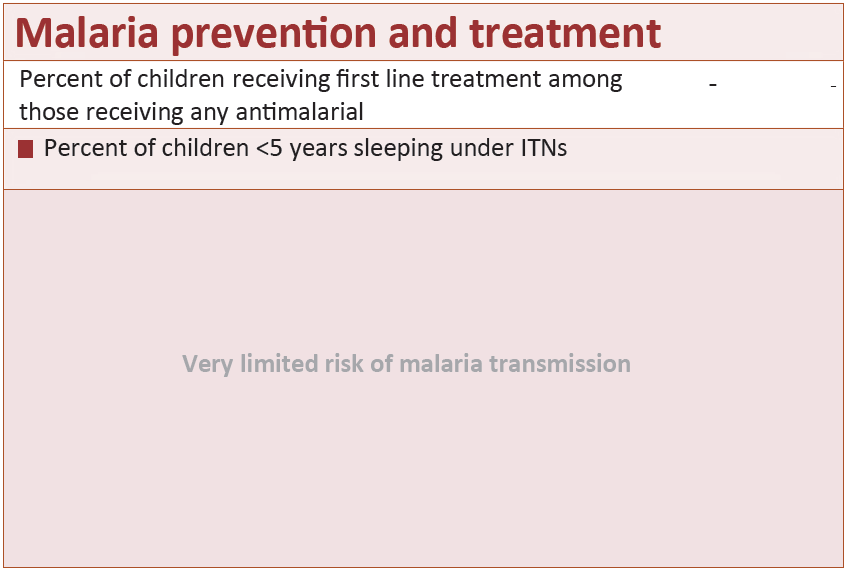 Malaria prevention and treatment
Percent of children receiving first line treatment among - -
those receiving any antimalarial
Percent of children <5 years sleeping under ITNs
Very limited risk of malaria transmission